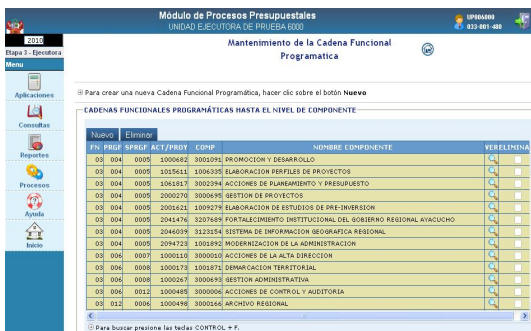 Módulo de Procesos Presupuestales
UNIDAD EJECUTORA DE PRUEBA 6000
UP006000
033-001-480
2010
Etapa 3 - Ejecutora
Menu
Aplicaciones
Consultas
Reportes
Procesos
Ayuda
Inicio
Mantenimiento de la Cadena Funcional
Programatica
Para crear una nueva Cadena Funcional Programática, hacer clic sobre el botón Nuevo
CADENAS FUNCIONALES PROGRAMÁTICAS HASTA EL NIVEL DE COMPONENTE
Nuevo Eliminar
FN PRGF SPRGF ACT/PROY COMP NOMBRE COMPONENTE VER ELIMINA
03 004 0005 1000682 3001091 PROMOCION Y DESARROLLO
03 004 0005 1015611 1006335 ELABORACION PERFILES DE PROYECTOS
03 004 0005 1061817 3002394 ACCIONES DE PLANEAMIENTO Y PRESUPUESTO
03 004 0005 2000270 3000695 GESTION DE PROYECTOS
03 004 0005 2001621 1009279 ELABORACION DE ESTUDIOS DE PRE-INVERSION
03 004 0005 2041476 3207689 FORTALECIMIENTO INSTITUCIONAL DEL GOBIERNO REGIONAL AYACUCHO
03 004 0005 2046039 3123154 SISTEMA DE INFORMACION GEOGRAFICA REGIONAL
03 004 0005 2094723 1001892 MODERNIZACION DE LA ADMINISTRACION
03 006 0007 1000110 3000010 ACCIONES DE LA ALTA DIRECCION
03 006 0008 1000173 1001871 DEMARCACION TERRITORIAL
03 006 0008 1000267 3000693 GESTION ADMINISTRATIVA
03 006 0012 1000485 3000006 ACCIONES DE CONTROL Y AUDITORIA
03 012 0006 1000498 3000166 ARCHIVO REGIONAL
Para buscar presione las teclas CONTROL + F.